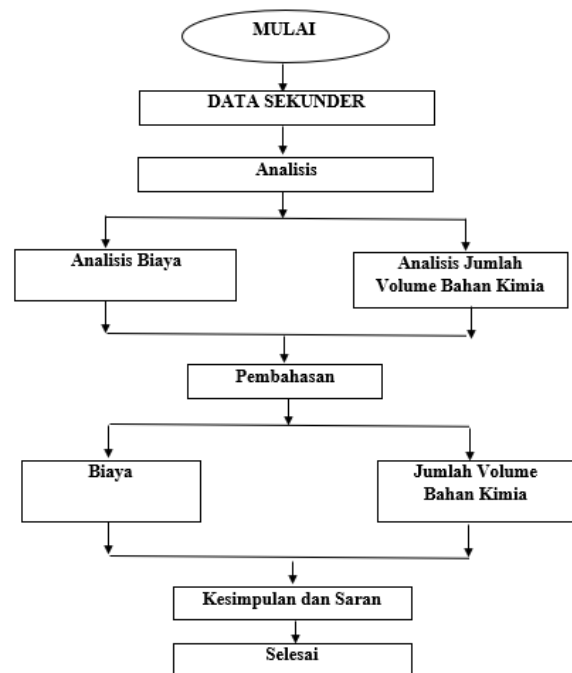 MULAI
DATA SEKUNDER
Analisis
Analisis Biaya
Analisis Jumlah
Volume Bahan Kimia
Pembahasan
Biaya
Jumlah Volume
Bahan Kimia
Kesimpulan dan Saran
Selesai